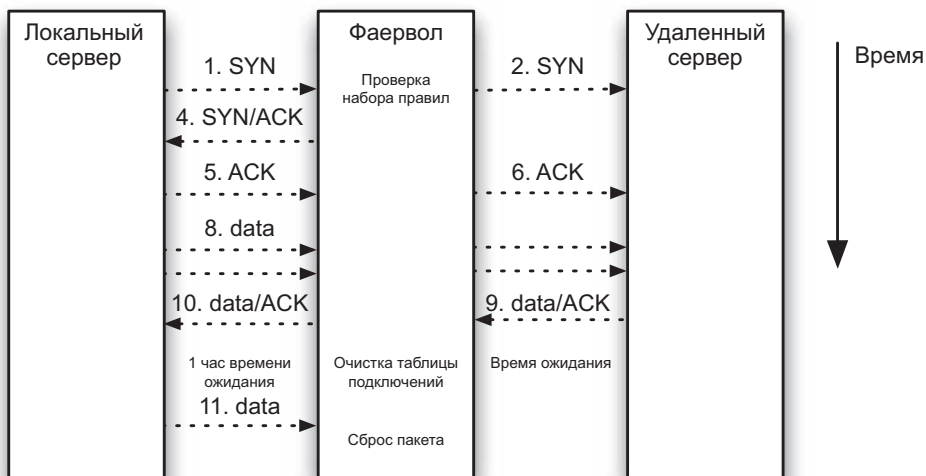 Локальный
сервер
Фаервол
Удаленный
сервер
Время
1. SYN
Проверка
набора правил
2. SYN
4. SYN/ACK
5. ACK
6. ACK
8. data
10. data/ACK
9. data/ACK
1 час времени
ожидания
Очистка таблицы
подключений
Время ожидания
11. data
Сброс пакета